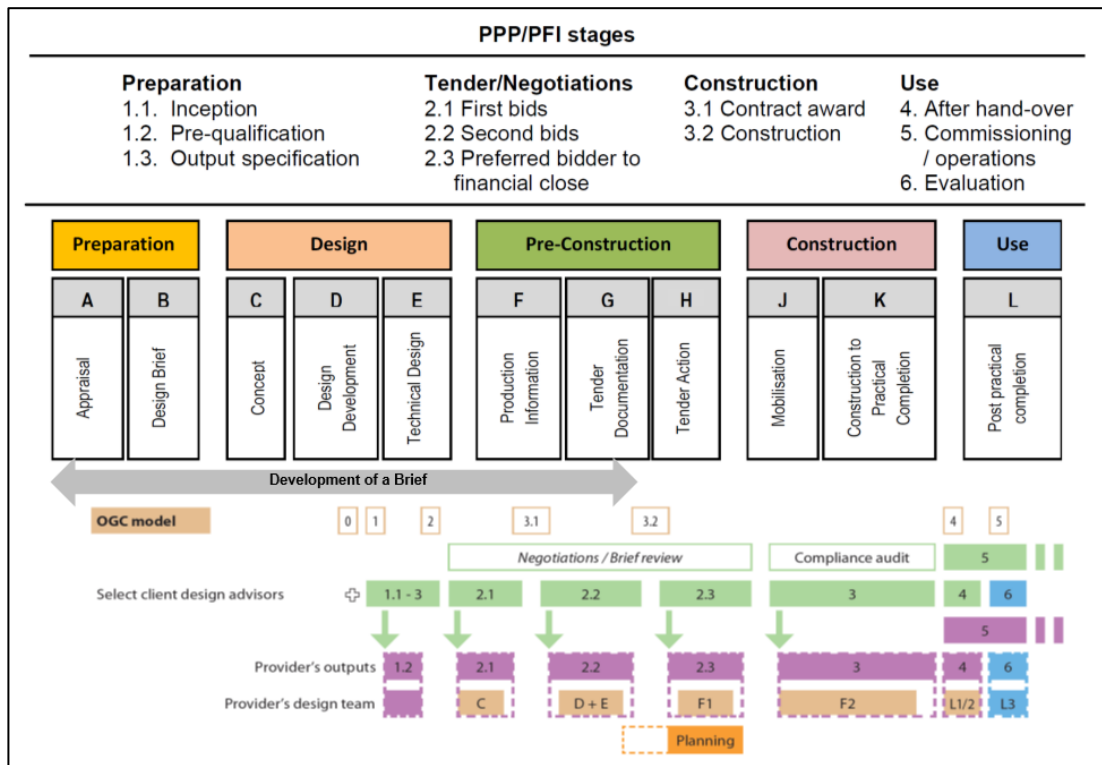 PPP/PFI stages
Preparation
1.1. Inception
1.2. Pre-qualification
1.3. Output specification
Tender/Negotiations
2.1 First bids
2.2 Second bids
2.3 Preferred bidder to
financial close
Construction
3.1 Contract award
3.2 Construction
Use
4. After hand-over
5. Commissioning
/ operations
6. Evaluation
Preparation
Design
Pre-Construction
Construction
Use
A
B
C
D
E
F
G
H
J
K
L
Appraisal
Design Brief
Concept
Design
Development
Technical Design
Production
Information
Tender
Documentation
Tender Action
Mobilisation
Construction to
Practical
Completion
Post practical
completion
Development of a Brief
OGC model
0
1
2
3.1
3.2
4
5
Negotiations / Brief review
Compliance audit
5
Select client design advisors
1.1 - 3
2.1
2.2
2.3
3
4
6
5
Provider's outputs
1.2
2.1
2.2
2.3
3
4
6
Provider's design team
C
D + E
F1
F2
L1/2
L3
Planning